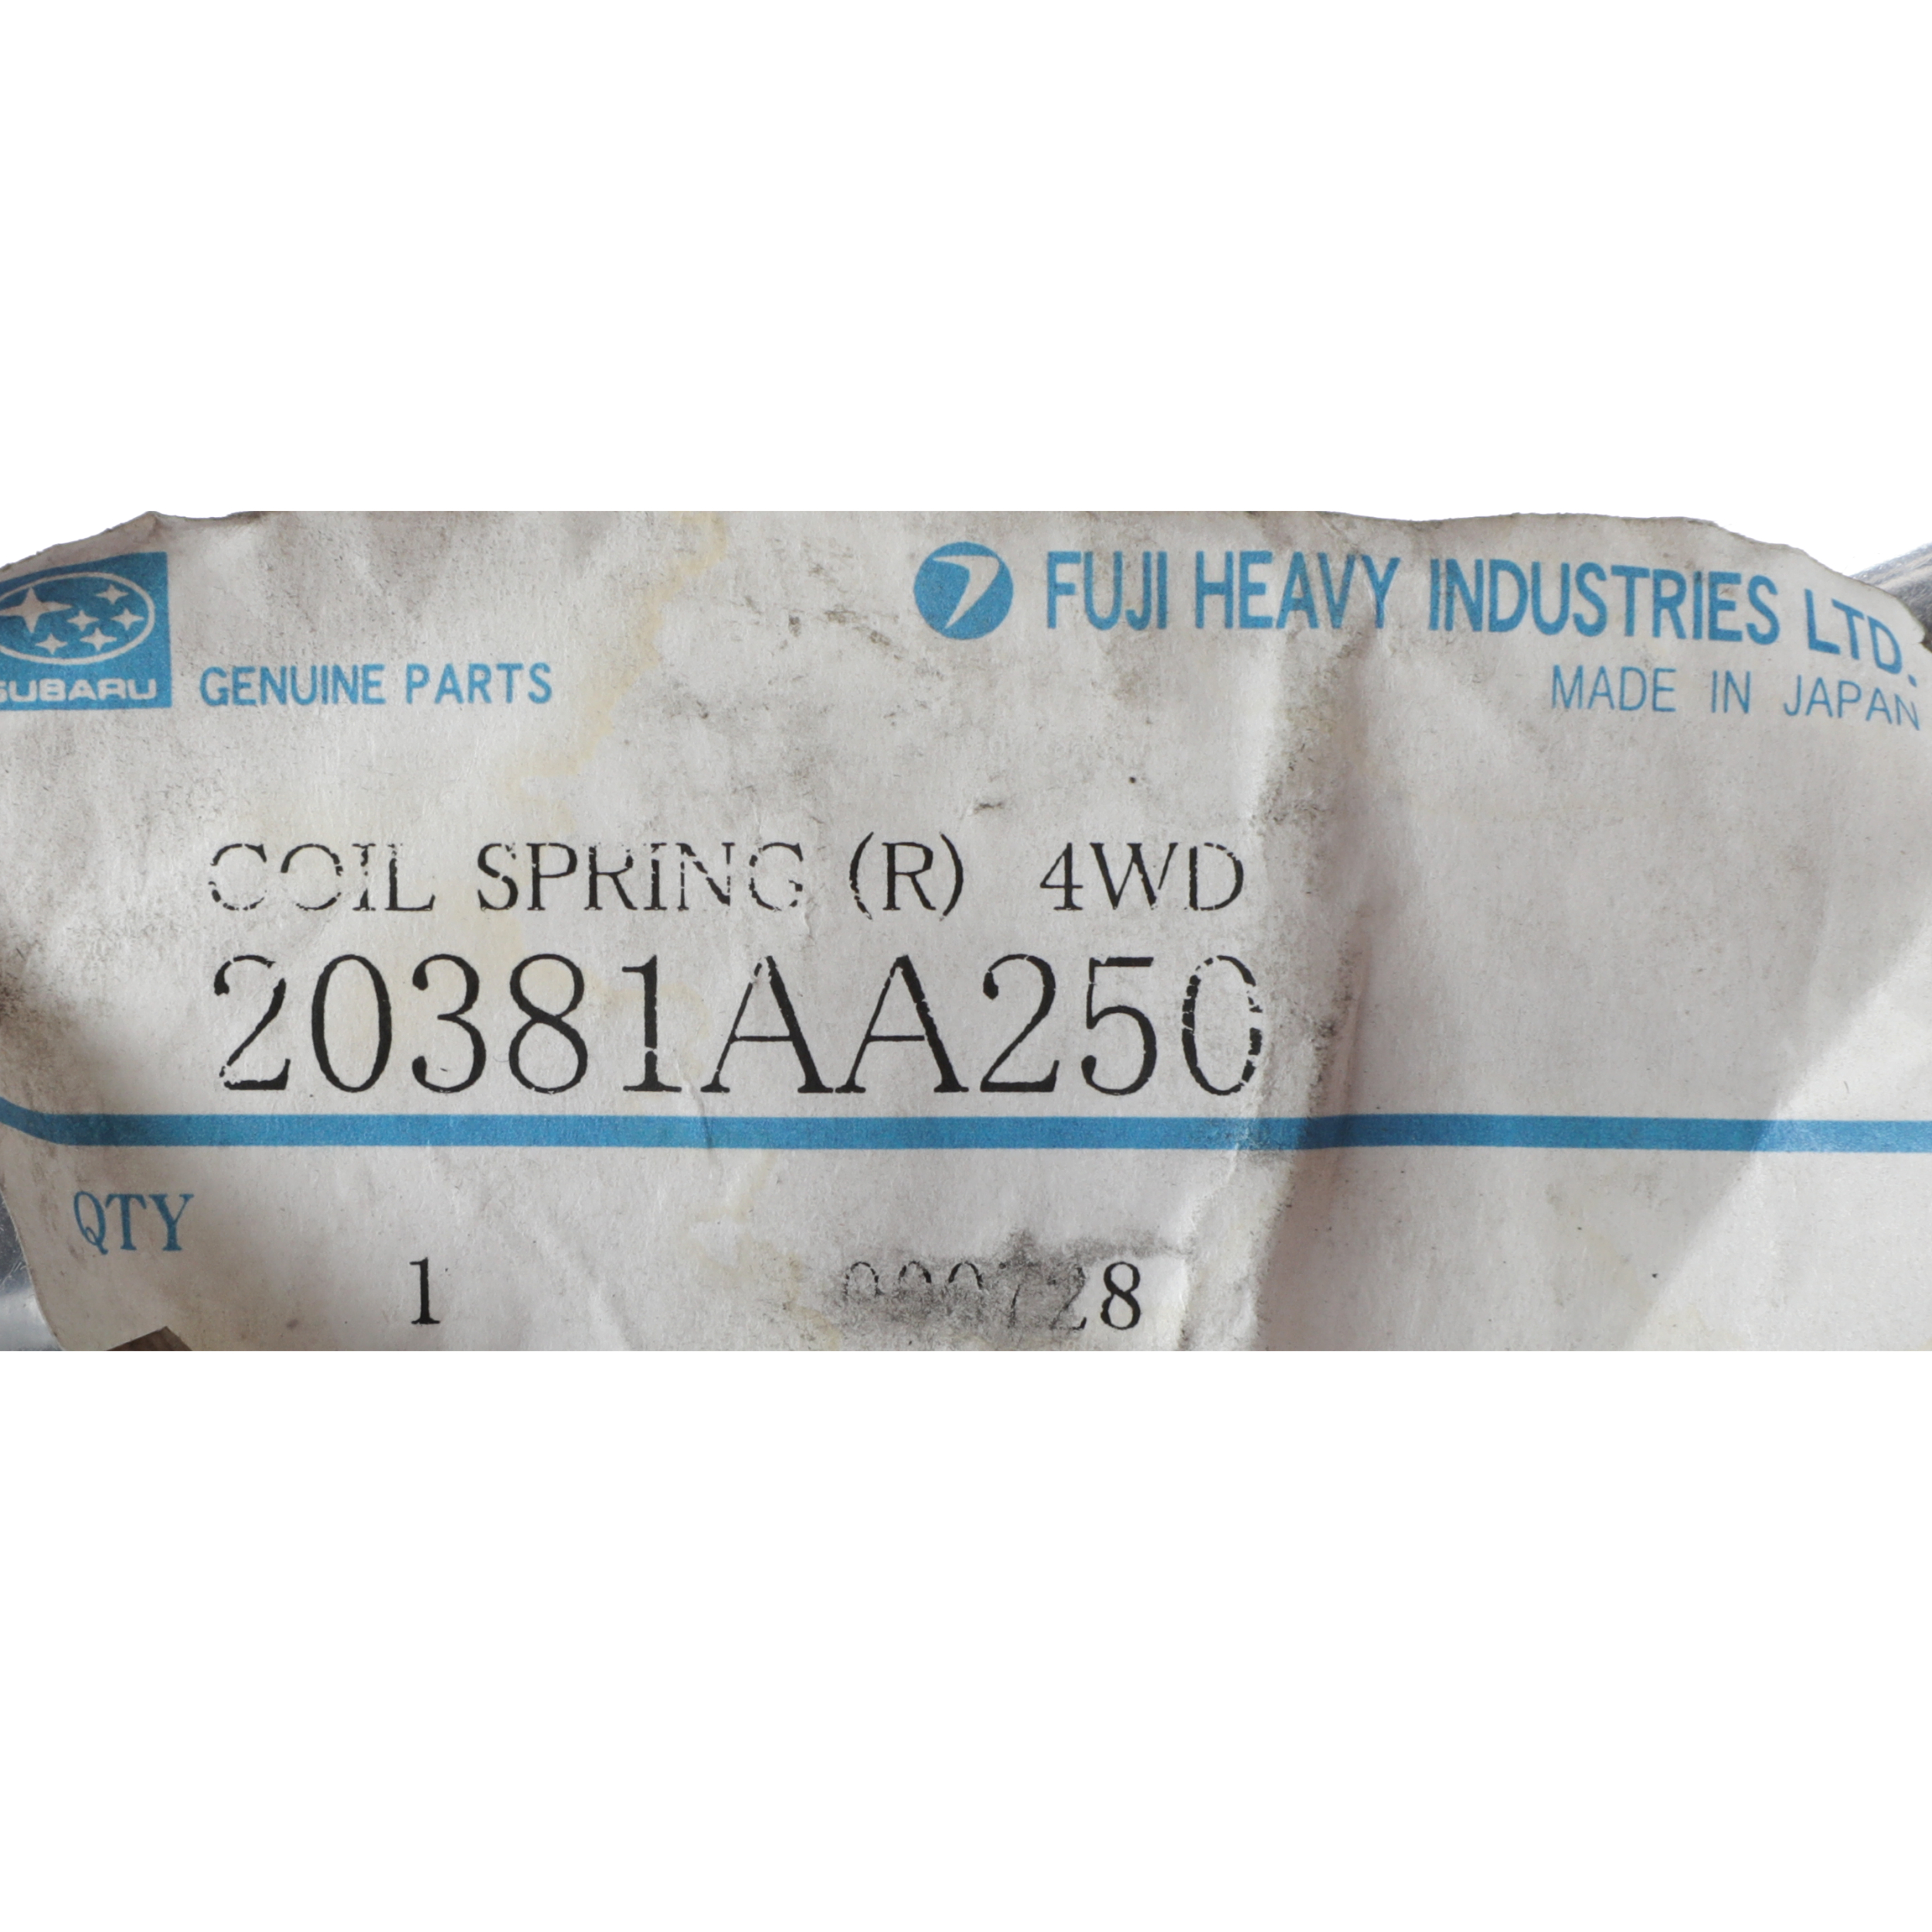 SUBARU
GENUINE PARTS
FUJI HEAVY INDUSTRIES LTD.
MADE IN JAPAN
COIL SPRING (R) 4WD
20381AA250
QTY
1